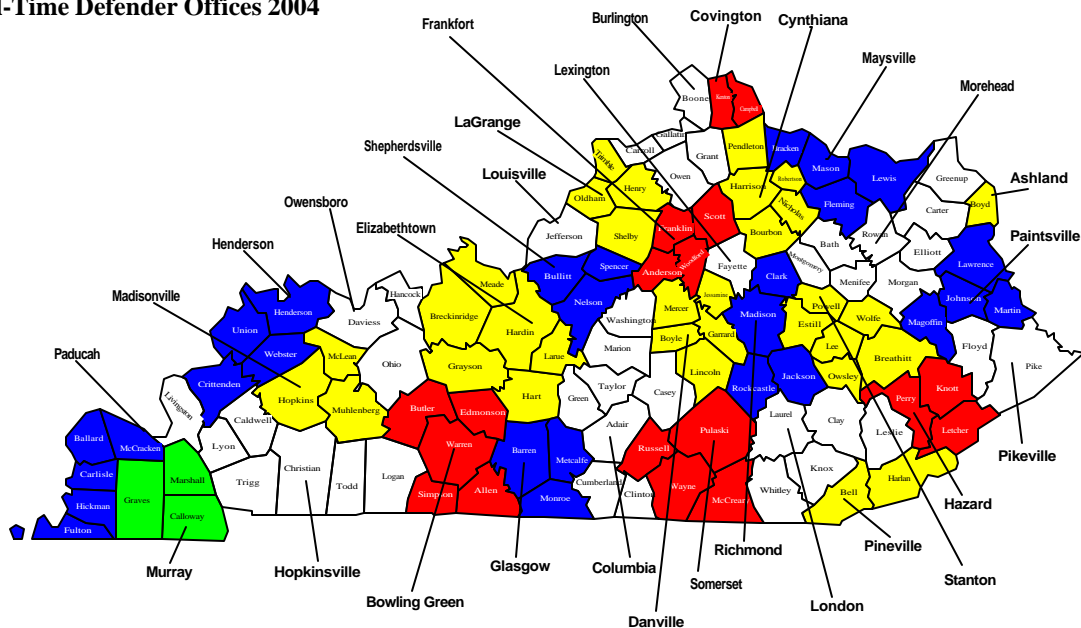 l-Time Defender Offices 2004
Frankfort
Burlington
Covington
Cynthiana
Lexington
Maysville
Morehead
LaGrange
Shepherdsville
Louisville
Ashland
Owensboro
Elizabethtown
Paintsville
Henderson
Madisonville
Paducah
Murray
Hopkinsville
Bowling Green
Glasgow
Columbia
Danville
Somerset
Richmond
London
Pineville
Stanton
Hazard
Pikeville
Boone
Kenton
Campbell
Gallatin
Carroll
Grant
Pendleton
Bracken
Mason
Lewis
Greenup
Trimble
Owen
Robertson
Boyd
Henry
Harrison
Fleming
Carter
Oldham
Nicholas
Scott
Rowan
Franklin
Bourbon
Jefferson
Shelby
Bath
Elliott
Woodford
Fayette
Montgomery
Lawrence
Anderson
Spencer
Bullitt
Clark
Menifee
Morgan
Meade
Jessamine
Johnson
Martin
Hancock
Nelson
Mercer
Powell
Henderson
Washington
Madison
Wolfe
Magoffin
Daviess
Breckinridge
Union
Hardin
Boyle
Garrard
Estill
Floyd
Lee
Webster
McLean
Larue
Marion
Breathitt
Ohio
Grayson
Lincoln
Pike
Owsley
Crittenden
Rockcastle
Jackson
Taylor
Knott
Hopkins
Hart
Green
Casey
Perry
Livingston
Muhlenberg
Butler
Edmonson
Laurel
Caldwell
Adair
Clay
Pulaski
Letcher
Leslie
Ballard
McCracken
Lyon
Warren
Barren
Metcalfe
Russell
Christian
Knox
Carlisle
Marshall
Trigg
Todd
Logan
Cumberland
Harlan
Graves
Simpson
Allen
Monroe
Clinton
Wayne
McCreary
Whitley
Bell
Hickman
Calloway
Fulton